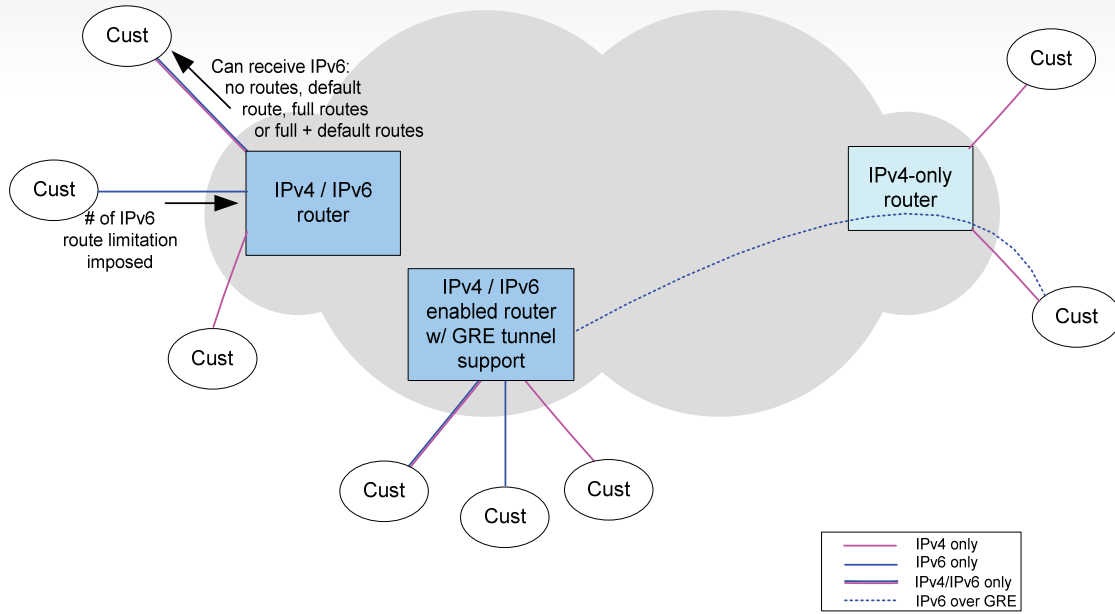 Cust
Can receive IPv6:
no routes, default
route, full routes
or full + default routes
Cust
# of IPv6
route limitation
imposed
IPv4 / IPv6
router
Cust
IPv4 / IPv6
enabled router
w/ GRE tunnel
support
Cust
Cust
Cust
Cust
IPv4-only
router
Cust
IPv4 only
IPv6 only
IPv4/IPv6 only
IPv6 over GRE